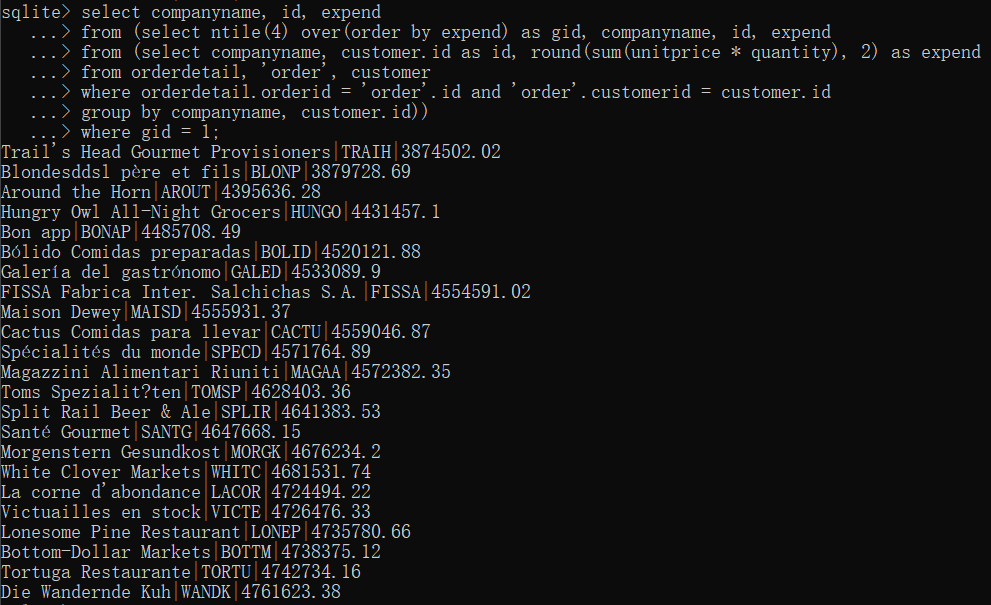 sqlite> select companyname, id, expend
   ...> from (select ntile(4) over(order by expend) as gid, companyname, id, expend
   ...> from (select companyname, customer.id as id, round(sum(unitprice * quantity), 2) as expend
   ...> from orderdetail, 'order', customer
   ...> where orderdetail.orderid = 'order'.id and 'order'.customerid = customer.id
   ...> group by companyname, customer.id))
   ...> where gid = 1;
Trail's Head Gourmet Provisioners|TRAIH|3874502.02
Blondesddsl père et fils|BLONP|3879728.69
Around the Horn|AROUT|4395636.28
Hungry Owl All-Night Grocers|HUNGO|4431457.1
Bon app|BONAP|4485708.49
Bólido Comidas preparadas|BOLID|4520121.88
Galería del gastrónomo|GALED|4533089.9
FISSA Fabrica Inter. Salchichas S.A.|FISSA|4554591.02
Maison Dewey|MAISD|4555931.37
Cactus Comidas para llevar|CACTU|4559046.87
Spécialités du monde|SPECD|4571764.89
Magazzini Alimentari Riuniti|MAGAA|4572382.35
Toms Spezialit?ten|TOMSP|4628403.36
Split Rail Beer & Ale|SPLIR|4641383.53
Santé Gourmet|SANTG|4647668.15
Morgenstern Gesundkost|MORGK|4676234.2
White Clover Markets|WHITC|4681531.74
La corne d'abondance|LACOR|4724494.22
Victuailles en stock|VICTE|4726476.33
Lonesome Pine Restaurant|LONEP|4735780.66
Bottom-Dollar Markets|BOTTM|4738375.12
Tortuga Restaurante|TORTU|4742734.16
Die Wandernde Kuh|WANDK|4761623.38